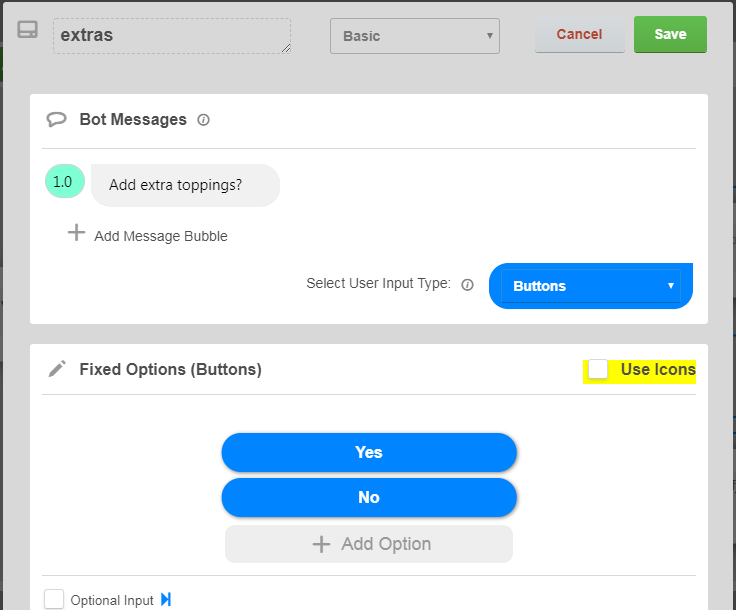 extras
Basic
Cancel
Save
Bot Messages
1.0
Add extra toppings?
Add Message Bubble
Select User Input Type:
Buttons
Fixed Options (Buttons)
Use Icons
Yes
No
Add Option
Optional Input